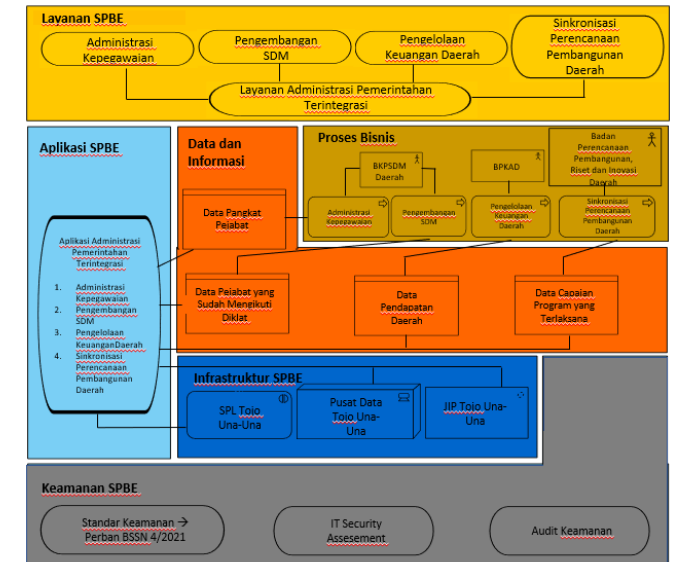 Layanan SPBE
Administrasi
Kepegawaian
Pengembangan
SDM
Pengelolaan
Keuangan Daerah
Sinkronisasi
Perencanaan
Pembangunan
Daerah
Layanan Administrasi Pemerintahan
Terintegrasi
Aplikasi SPBE
Aplikasi Administrasi
Pemerintahan
Terintegrasi
1. Administrasi
Kepegawaian
2. Pengembangan
SDM
3. Pengelolaan
KeuanganDaerah
4. Sinkronisasi
Perencanaan
Pembangunan
Daerah
Data dan
Informasi
Data Pangkat
Pejabat
Proses Bisnis
BKPSDM
Daerah
BPKAD
Badan
Perencanaan
Pembangunan,
Riset dan Inovasi
Daerah
Administrasi
Kepegawaian
Pengembangan
SDM
Pengelolaan
Keuangan
Daerah
Sinkronisasi
Perencanaan
Pembangunan
Daerah
Data Pejabat yang
Sudah Mengikuti
Diklat
Data
Pendapatan
Daerah
Data Capaian
Program yang
Terlaksana
Infrastruktur SPBE
SPL Tojo
Una-Una
Pusat Data
Tojo Una-
Una
JIP Tojo Una-
Una
Keamanan SPBE
Standar Keamanan →
Perban BSSN 4/2021
IT Security
Assesement
Audit Keamanan